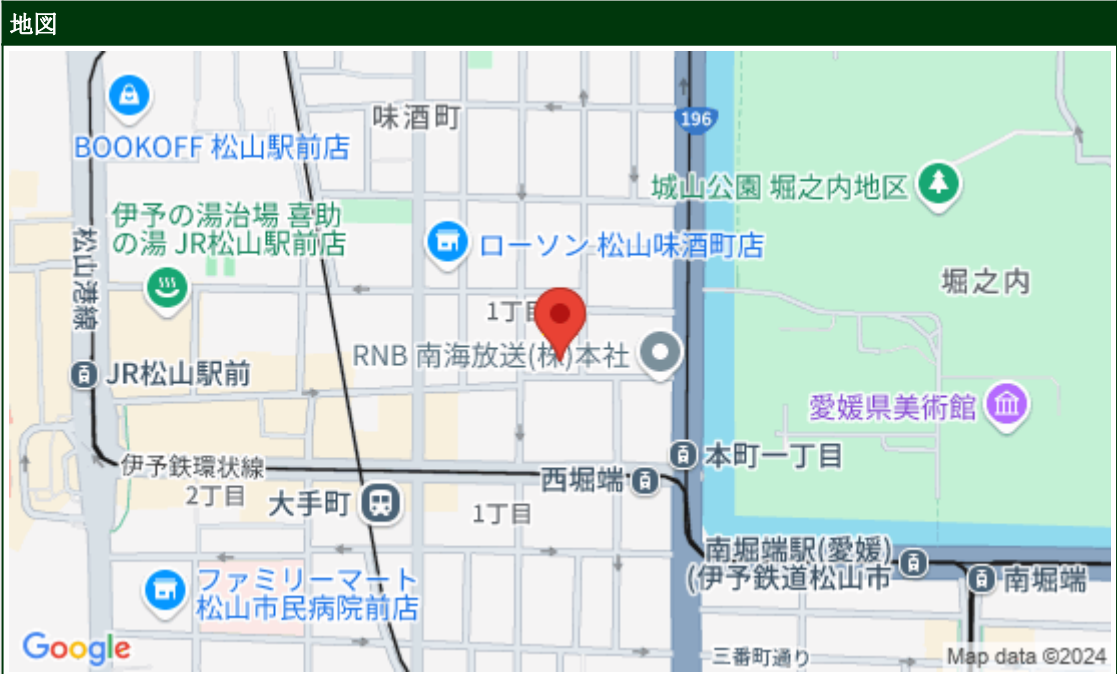 地図
味酒町
196
BOOKOFF 松山駅前店
城山公園 堀之内地区
伊予の湯治場 喜助
の湯 JR松山駅前店
ローソン 松山味酒町店
松山港線
堀之内
1丁目
RNB 南海放送(株)本社
JR松山駅前
愛媛県美術館
本町一丁目
伊予鉄環状線
西堀端
2丁目
大手町
1丁目
南堀端駅(愛媛)
(伊予鉄道松山市
南堀端
ファミリーマート
松山市民病院前店
Google
三番町通り
Map data ©2024